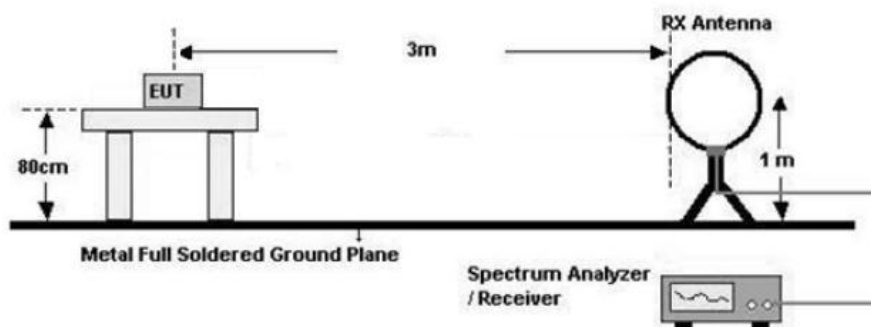 RX Antenna
3m
EUT
80cm
1 m
Metal Full Soldered Ground Plane
Spectrum Analyzer
/ Receiver